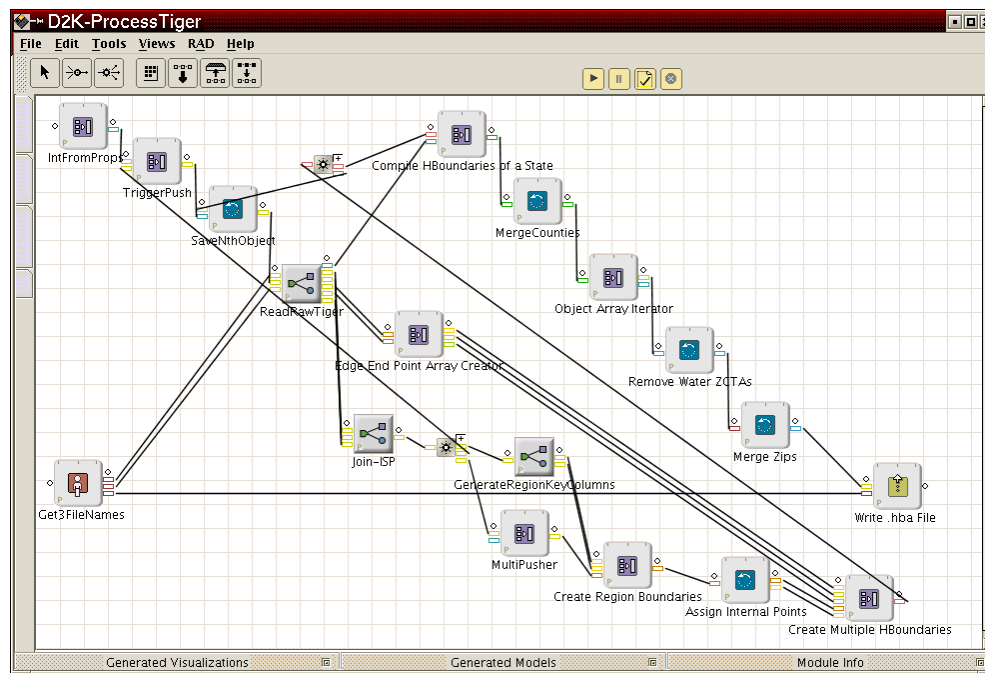 D2K-ProcessTiger
File Edit Tools Views RAD Help
IntFromProps
TriggerPush
Compile HBoundaries of a State
SaveNthObject
MergeCounties
ReadRawTiger
Object Array Iterator
Edge End Point Array Creator
Remove Water ZCTAs
Join-ISP
Merge Zips
GenerateRegionKeyColumns
Get3FileNames
Write .hba File
MultiPusher
Create Region Boundaries
Assign Internal Points
Create Multiple HBoundaries
Generated Visualizations
Generated Models
Module Info